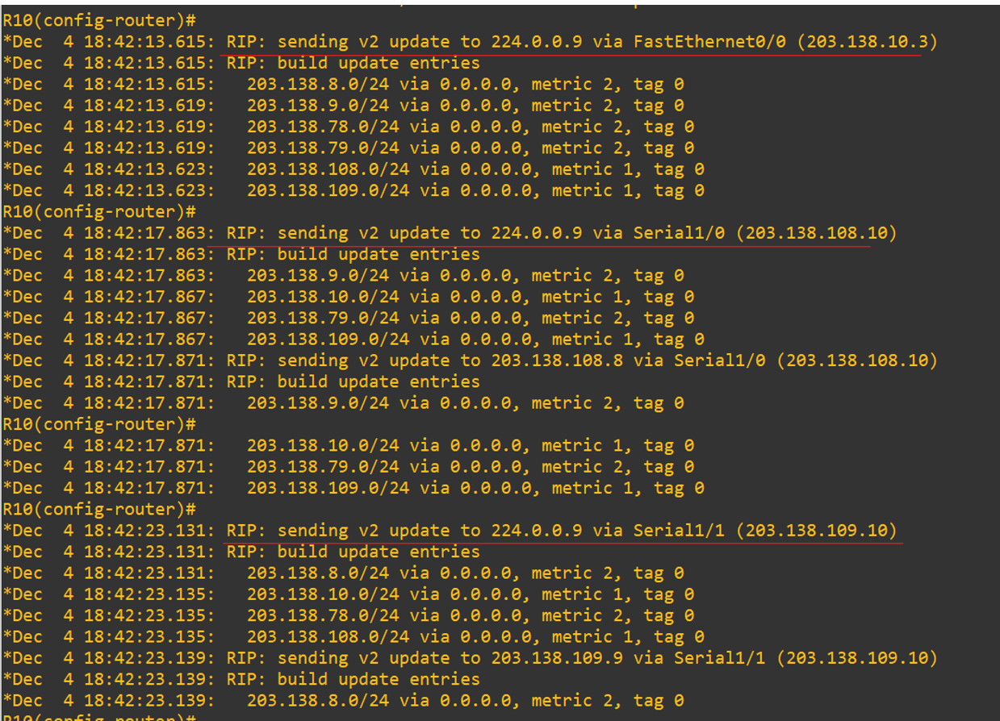 R10(config-router)#
*Dec  4 18:42:13.615: RIP: sending v2 update to 224.0.0.9 via FastEthernet0/0 (203.138.10.3)
*Dec  4 18:42:13.615: RIP: build update entries
*Dec  4 18:42:13.615:   203.138.8.0/24 via 0.0.0.0, metric 2, tag 0
*Dec  4 18:42:13.619:   203.138.9.0/24 via 0.0.0.0, metric 2, tag 0
*Dec  4 18:42:13.619:   203.138.78.0/24 via 0.0.0.0, metric 2, tag 0
*Dec  4 18:42:13.619:   203.138.79.0/24 via 0.0.0.0, metric 2, tag 0
*Dec  4 18:42:13.623:   203.138.108.0/24 via 0.0.0.0, metric 1, tag 0
*Dec  4 18:42:13.623:   203.138.109.0/24 via 0.0.0.0, metric 1, tag 0
R10(config-router)#
*Dec  4 18:42:17.863: RIP: sending v2 update to 224.0.0.9 via Serial1/0 (203.138.108.10)
*Dec  4 18:42:17.863: RIP: build update entries
*Dec  4 18:42:17.863:   203.138.9.0/24 via 0.0.0.0, metric 2, tag 0
*Dec  4 18:42:17.867:   203.138.10.0/24 via 0.0.0.0, metric 1, tag 0
*Dec  4 18:42:17.867:   203.138.79.0/24 via 0.0.0.0, metric 2, tag 0
*Dec  4 18:42:17.867:   203.138.109.0/24 via 0.0.0.0, metric 1, tag 0
*Dec  4 18:42:17.871: RIP: sending v2 update to 203.138.108.8 via Serial1/0 (203.138.108.10)
*Dec  4 18:42:17.871: RIP: build update entries
*Dec  4 18:42:17.871:   203.138.9.0/24 via 0.0.0.0, metric 2, tag 0
R10(config-router)#
*Dec  4 18:42:17.871:   203.138.10.0/24 via 0.0.0.0, metric 1, tag 0
*Dec  4 18:42:17.871:   203.138.79.0/24 via 0.0.0.0, metric 2, tag 0
*Dec  4 18:42:17.871:   203.138.109.0/24 via 0.0.0.0, metric 1, tag 0
R10(config-router)#
*Dec  4 18:42:23.131: RIP: sending v2 update to 224.0.0.9 via Serial1/1 (203.138.109.10)
*Dec  4 18:42:23.131: RIP: build update entries
*Dec  4 18:42:23.131:   203.138.8.0/24 via 0.0.0.0, metric 2, tag 0
*Dec  4 18:42:23.135:   203.138.10.0/24 via 0.0.0.0, metric 1, tag 0
*Dec  4 18:42:23.135:   203.138.78.0/24 via 0.0.0.0, metric 2, tag 0
*Dec  4 18:42:23.135:   203.138.108.0/24 via 0.0.0.0, metric 1, tag 0
*Dec  4 18:42:23.139: RIP: sending v2 update to 203.138.109.9 via Serial1/1 (203.138.109.10)
*Dec  4 18:42:23.139: RIP: build update entries
*Dec  4 18:42:23.139:   203.138.8.0/24 via 0.0.0.0, metric 2, tag 0
R10(config-router)#